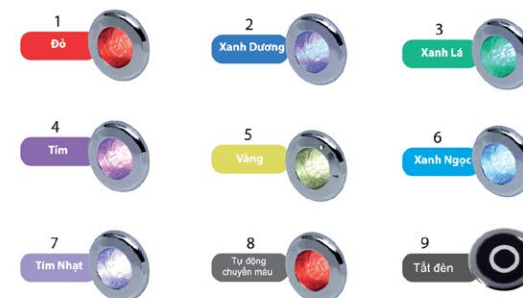 1
Đỏ
2
Xanh Dương
3
Xanh Lá
4
Tím
5
Vàng
6
Xanh Ngọc
7
Tím Nhạt
8
Tự động
chuyển màu
9
Tắt đèn